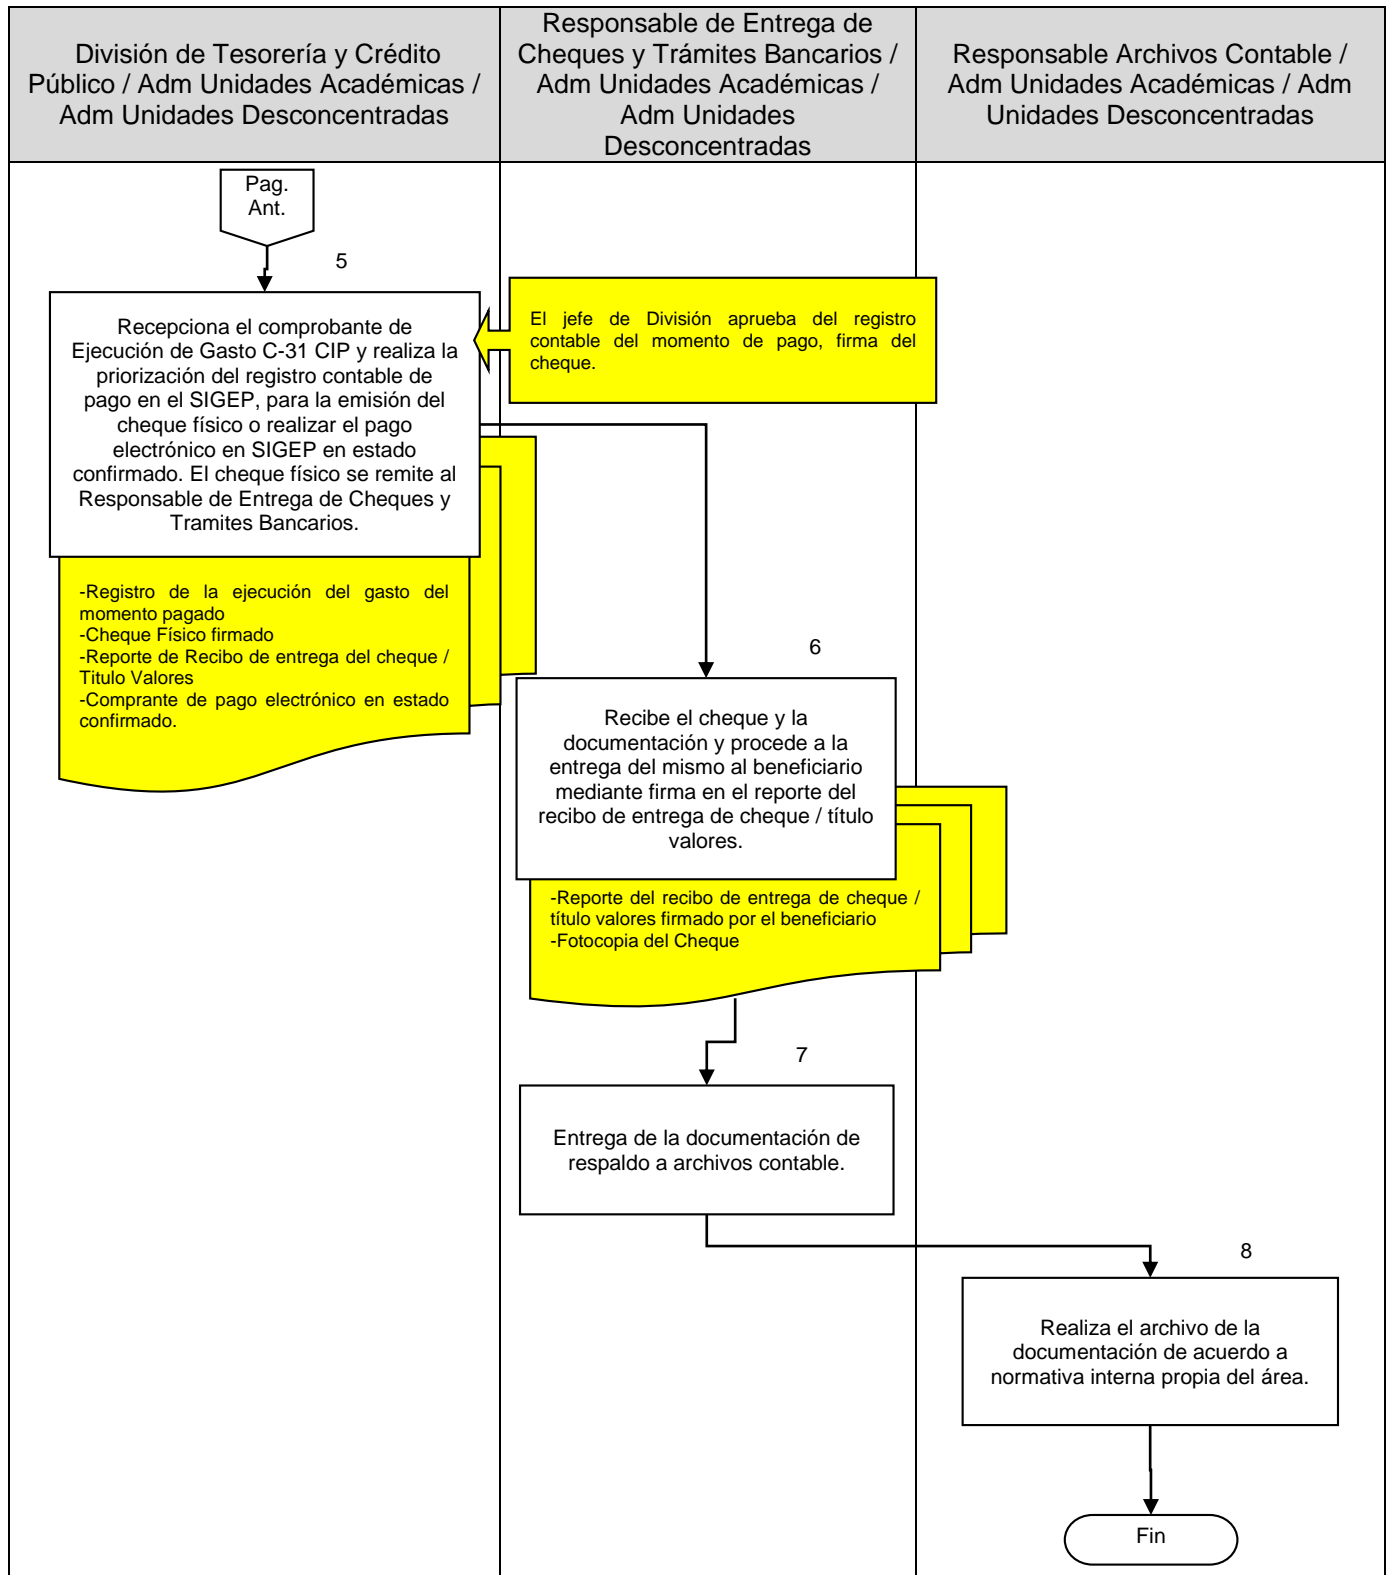 División de Tesorería y Crédito
Público / Adm Unidades Académicas /
Adm Unidades Desconcentradas
Responsable de Entrega de
Cheques y Trámites Bancarios /
Adm Unidades Académicas /
Adm Unidades
Desconcentradas
Responsable Archivos Contable /
Adm Unidades Académicas / Adm
Unidades Desconcentradas
Pag.
Ant.
5
Recepciona el comprobante de
Ejecución de Gasto C-31 CIP y realiza la
priorización del registro contable de
pago en el SIGEP, para la emisión del
cheque físico o realizar el pago
electrónico en SIGEP en estado
confirmado. El cheque físico se remite al
Responsable de Entrega de Cheques y
Tramites Bancarios.
El jefe de División aprueba del registro
contable del momento de pago, firma del
cheque.
-Registro de la ejecución del gasto del
momento pagado
-Cheque Físico firmado
-Reporte de Recibo de entrega del cheque /
Titulo Valores
-Comprante de pago electrónico en estado
confirmado.
6
Recibe el cheque y la
documentación y procede a la
entrega del mismo al beneficiario
mediante firma en el reporte del
recibo de entrega de cheque / título
valores.
-Reporte del recibo de entrega de cheque /
título valores firmado por el beneficiario
-Fotocopia del Cheque
7
Entrega de la documentación de
respaldo a archivos contable.
8
Realiza el archivo de la
documentación de acuerdo a
normativa interna propia del área.
Fin